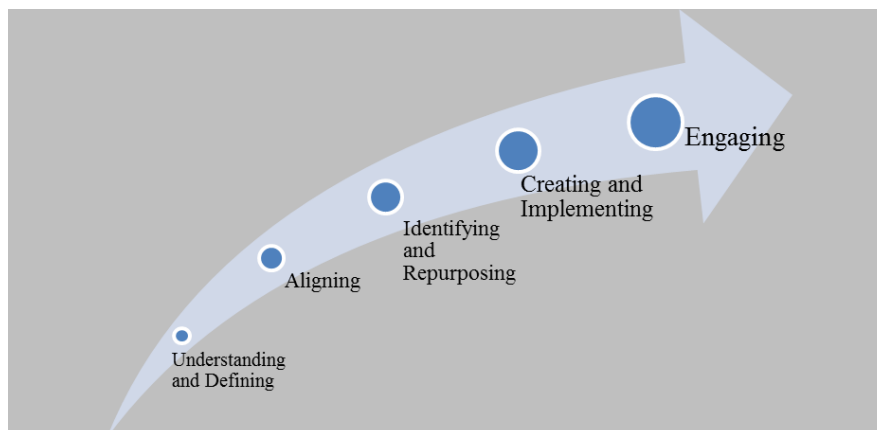 Understanding
and Defining
Aligning
Identifying
and
Repurposing
Creating and
Implementing
Engaging